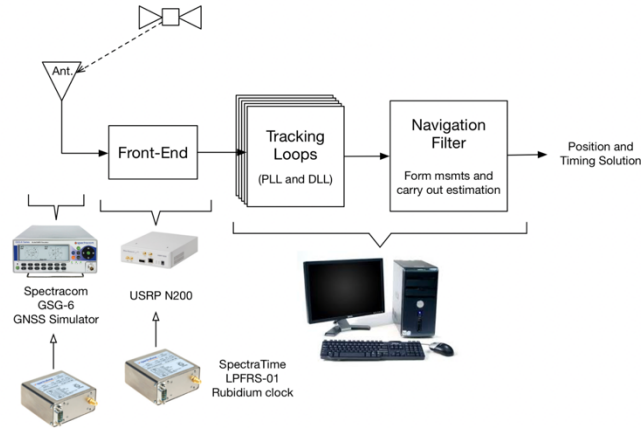 Ant.
Front-End
Tracking
Loops
(PLL and DLL)
Navigation
Filter
Form msmts and
carry out estimation
Position and
Timing Solution
Spectracom
GSG-6
GNSS Simulator
USRP N200
SpectraTime
LPFRS-01
Rubidium clock